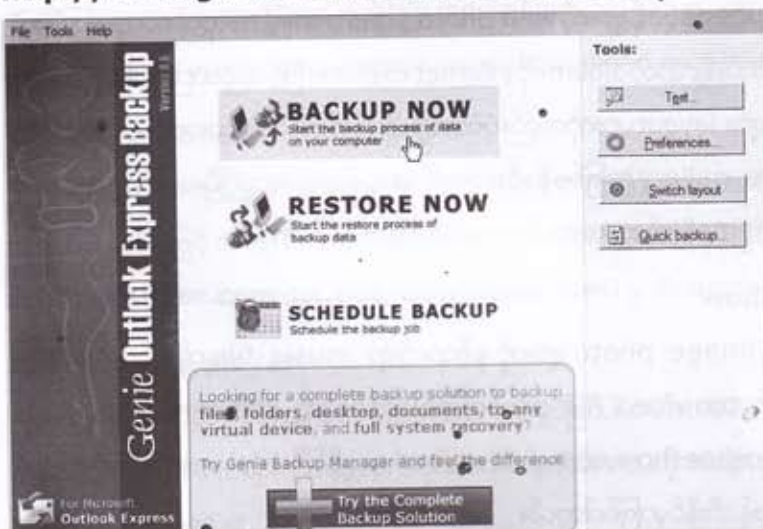 File Tools Help
Genie Outlook Express Backup
BACKUP NOW
Start the backup process of data
on your computer
RESTORE NOW
Start the restore process of
backup data
SCHEDULE BACKUP
Schedule the backup job
Looking for a complete backup solution to backup
files, folders, desktop, documents, to any
virtual device, and full system recovery
Try Genie Backup Manager and feel the difference
Try the Complete
Backup Solution
For Microsoft
Outlook Express
Tools:
Test...
Preferences...
Switch layout
Quick backup...